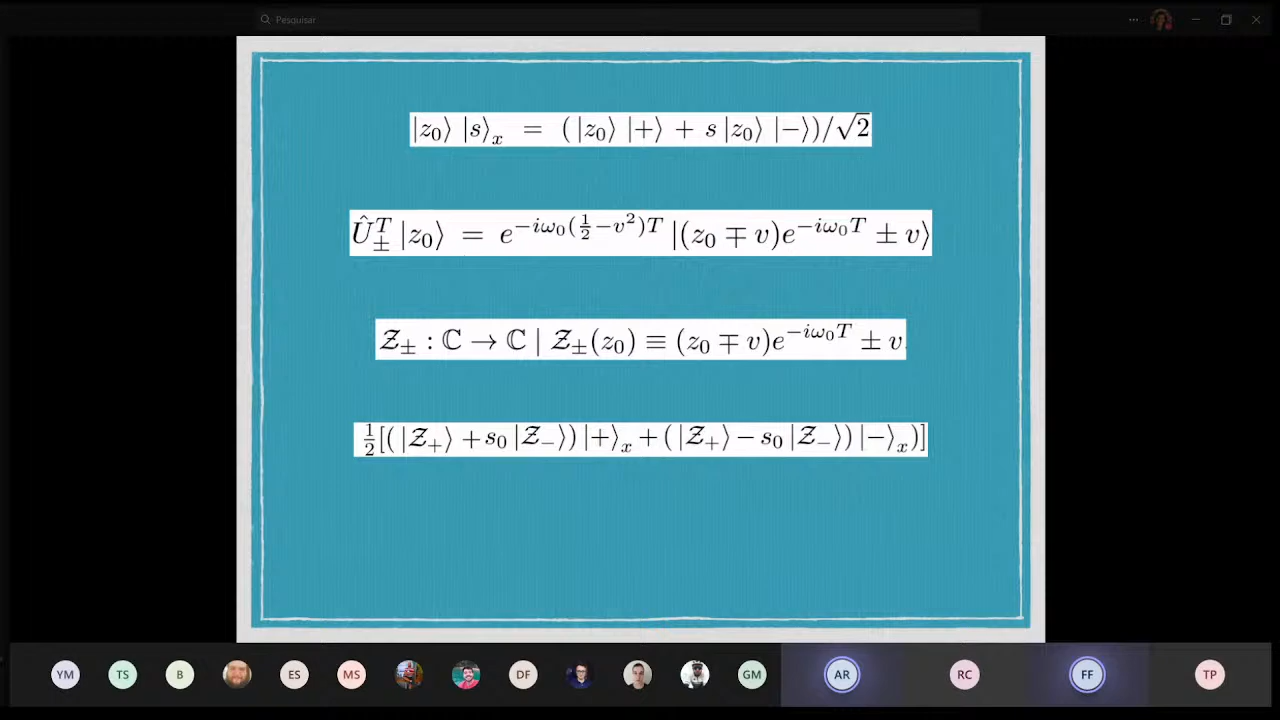 Pesquisar
|z₀⟩ |s⟩ₓ = ( |z₀⟩ |+⟩ + s |z₀⟩ |−⟩)/√2
Û±ᵀ |z₀⟩ = e^{−iω₀(½−v²)T} |(z₀ ∓ v)e^{−iω₀T} ± v⟩
𝒵± : ℂ → ℂ | 𝒵±(z₀) ≡ (z₀ ∓ v)e^{−iω₀T} ± v
½[( |𝒵₊⟩ + s₀ |𝒵₋⟩) |+⟩ₓ + ( |𝒵₊⟩ − s₀ |𝒵₋⟩) |−⟩ₓ)]
YM TS B ES MS DF GM AR RC FF TP